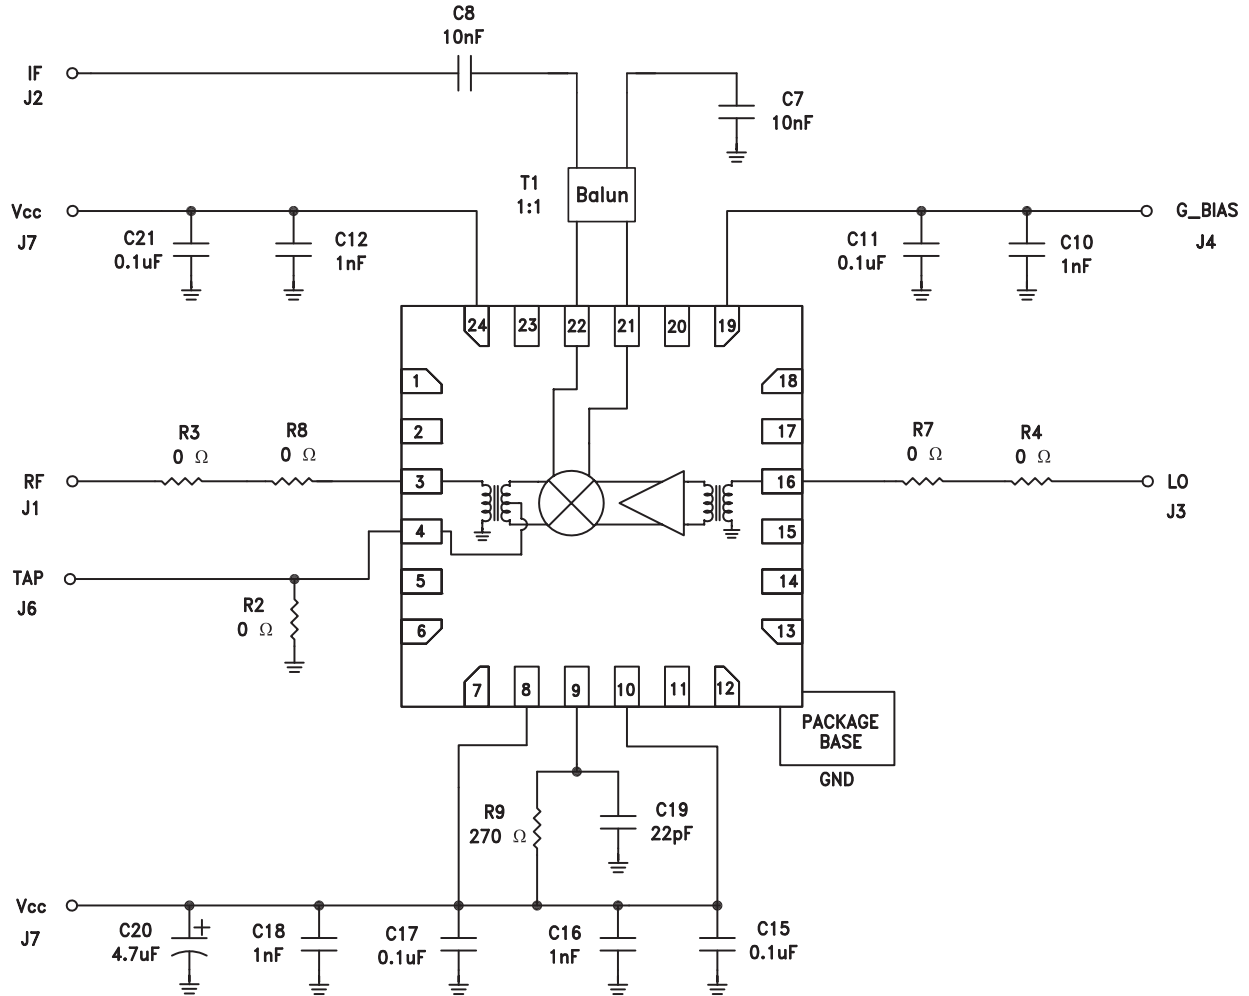 C8
10nF
IF
J2
C7
10nF
T1
1:1
Balun
Vcc
J7
C21
0.1uF
C12
1nF
C11
0.1uF
C10
1nF
G_BIAS
J4
24
23
22
21
20
19
1
18
2
17
R3
0 Ω
R8
0 Ω
R7
0 Ω
R4
0 Ω
RF
J1
3
16
LO
J3
4
15
TAP
J6
5
14
R2
0 Ω
6
13
7
8
9
10
11
12
PACKAGE
BASE
GND
R9
270 Ω
C19
22pF
Vcc
J7
C20
4.7uF
+
C18
1nF
C17
0.1uF
C16
1nF
C15
0.1uF